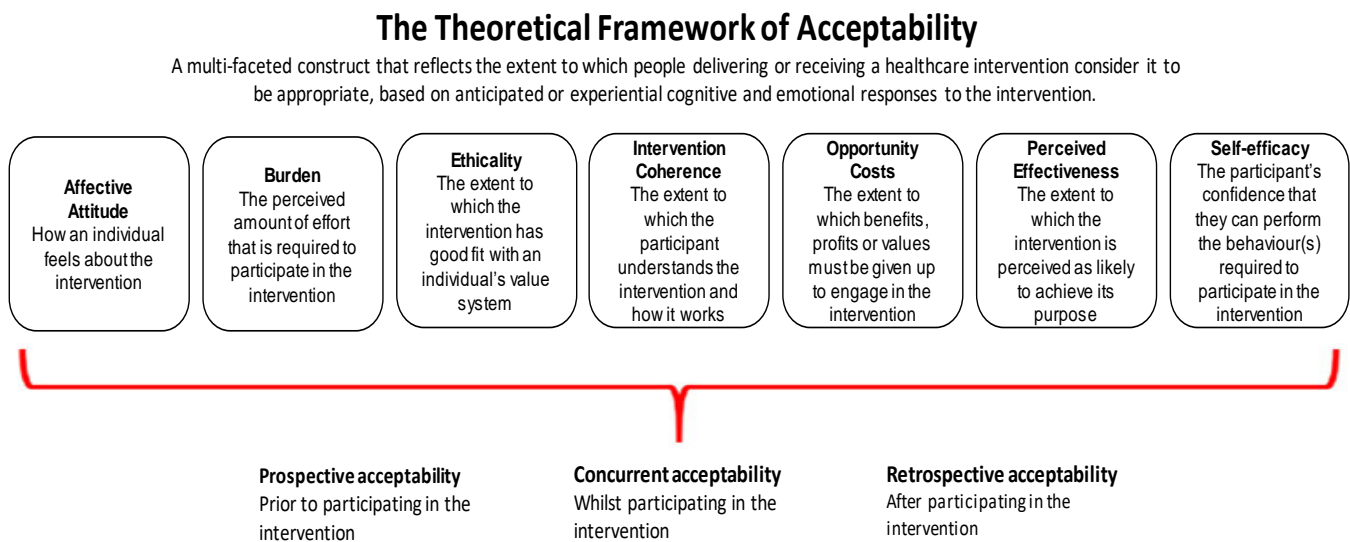 The Theoretical Framework of Acceptability
A multi-faceted construct that reflects the extent to which people delivering or receiving a healthcare intervention consider it to
be appropriate, based on anticipated or experiential cognitive and emotional responses to the intervention.
Affective
Attitude
How an individual
feels about the
intervention
Burden
The perceived
amount of effort
that is required to
participate in the
intervention
Ethicality
The extent to
which the
intervention has
good fit with an
individual's value
system
Intervention
Coherence
The extent to
which the
participant
understands the
intervention and
how it works
Opportunity
Costs
The extent to
which benefits,
profits or values
must be given up
to engage in the
intervention
Perceived
Effectiveness
The extent to
which the
intervention is
perceived as likely
to achieve its
purpose
Self-efficacy
The participant's
confidence that
they can perform
the behaviour(s)
required to
participate in the
intervention
Prospective acceptability
Prior to participating in the
intervention
Concurrent acceptability
Whilst participating in the
intervention
Retrospective acceptability
After participating in the
intervention